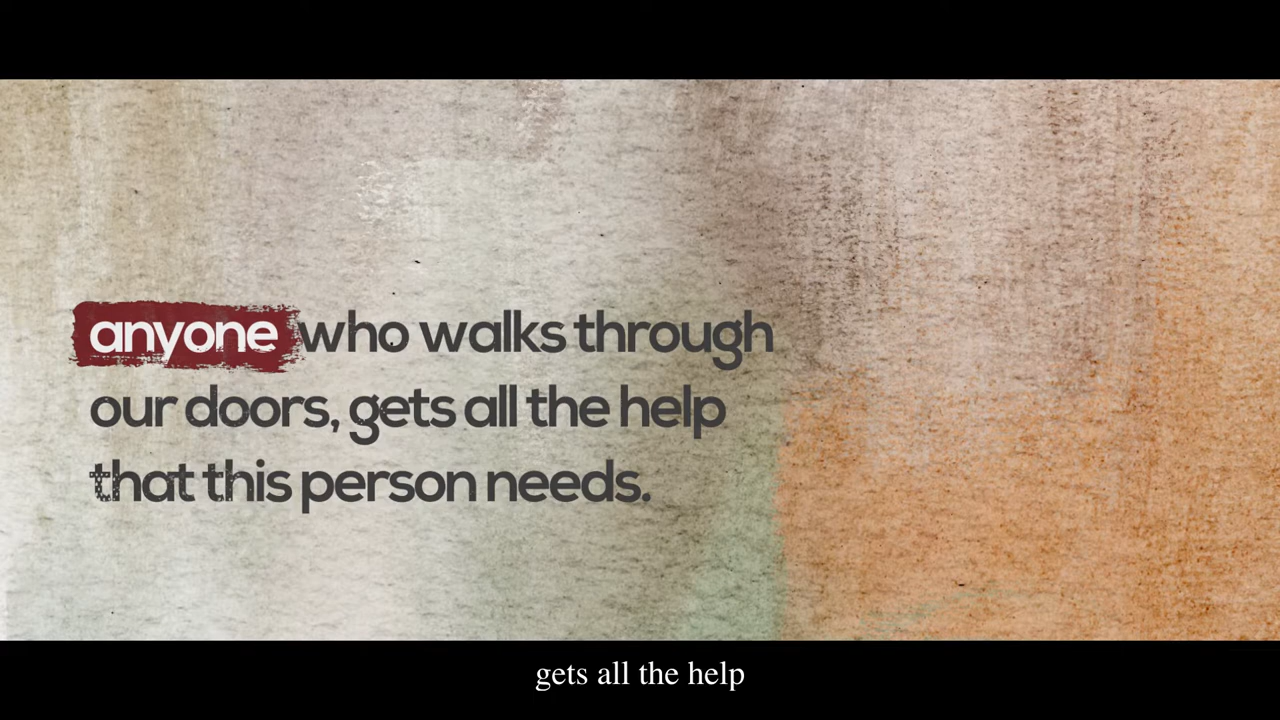 anyone who walks through
our doors, gets all the help
that this person needs.
gets all the help